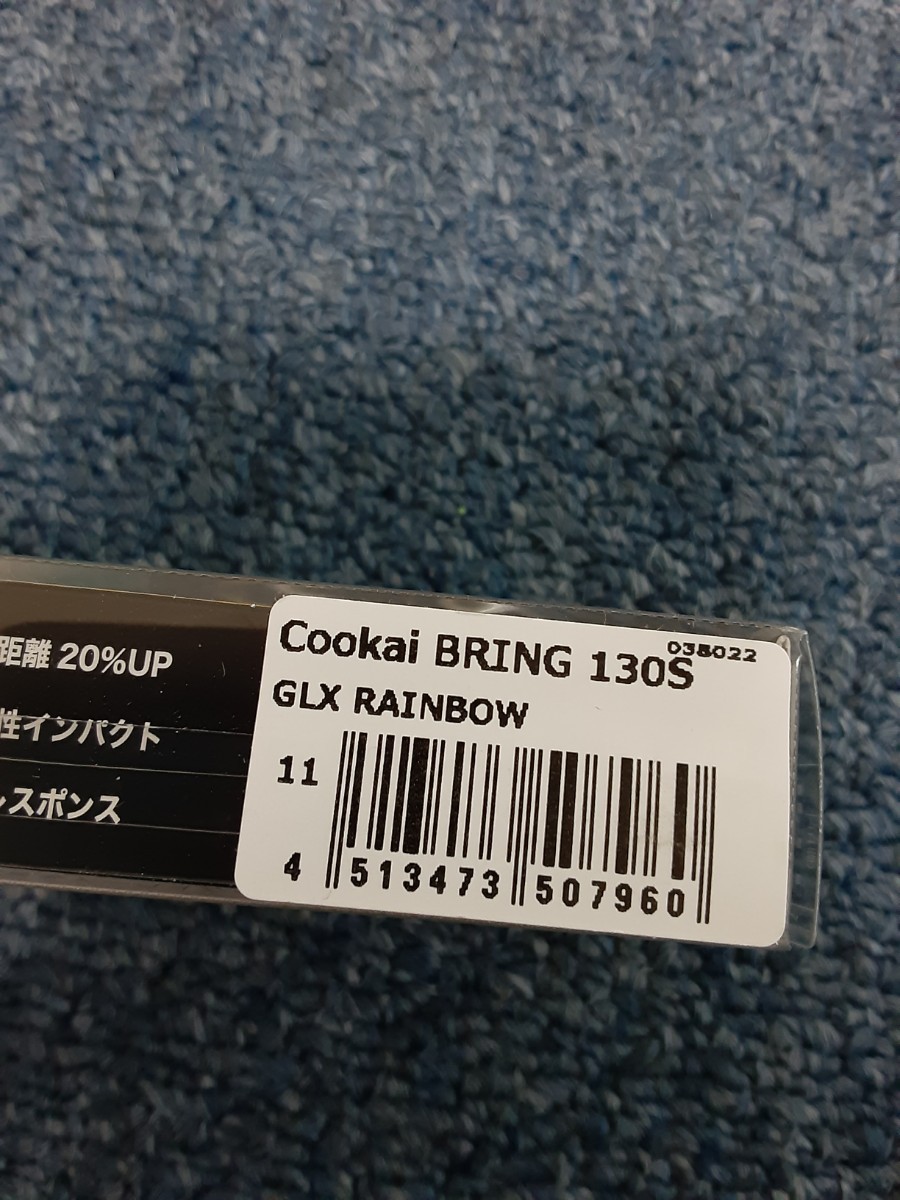 距離 20%UP
性インパクト
レスポンス
Cookai BRING 130S
038022
GLX RAINBOW
11
4 513473 507960